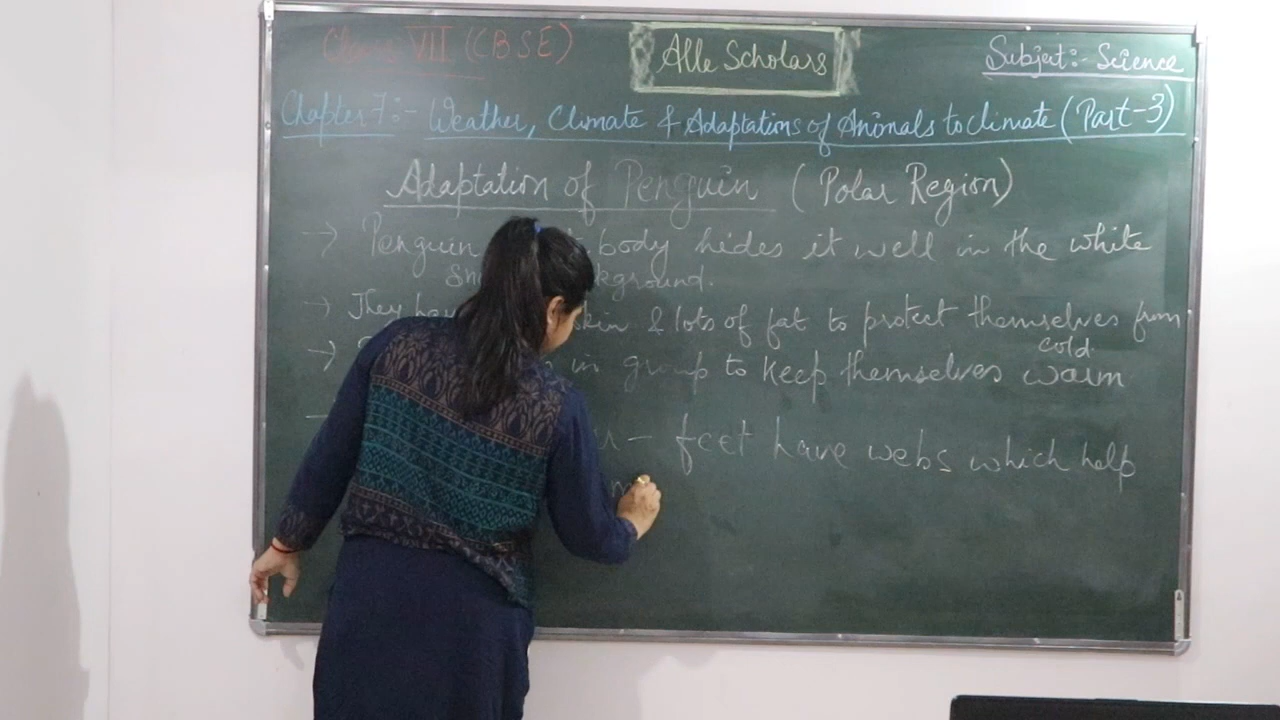 Class VII (CBSE)
Alle Scholars
Subject:- Science
Chapter 7:- Weather, Climate & Adaptations of Animals to climate (Part-3)
Adaptation of Penguin (Polar Region)
→ Penguin body hides it well in the white
kground.
→ They skin & lots of fat to protect themselves from
cold
→ in group to keep themselves warm
feet have webs which help